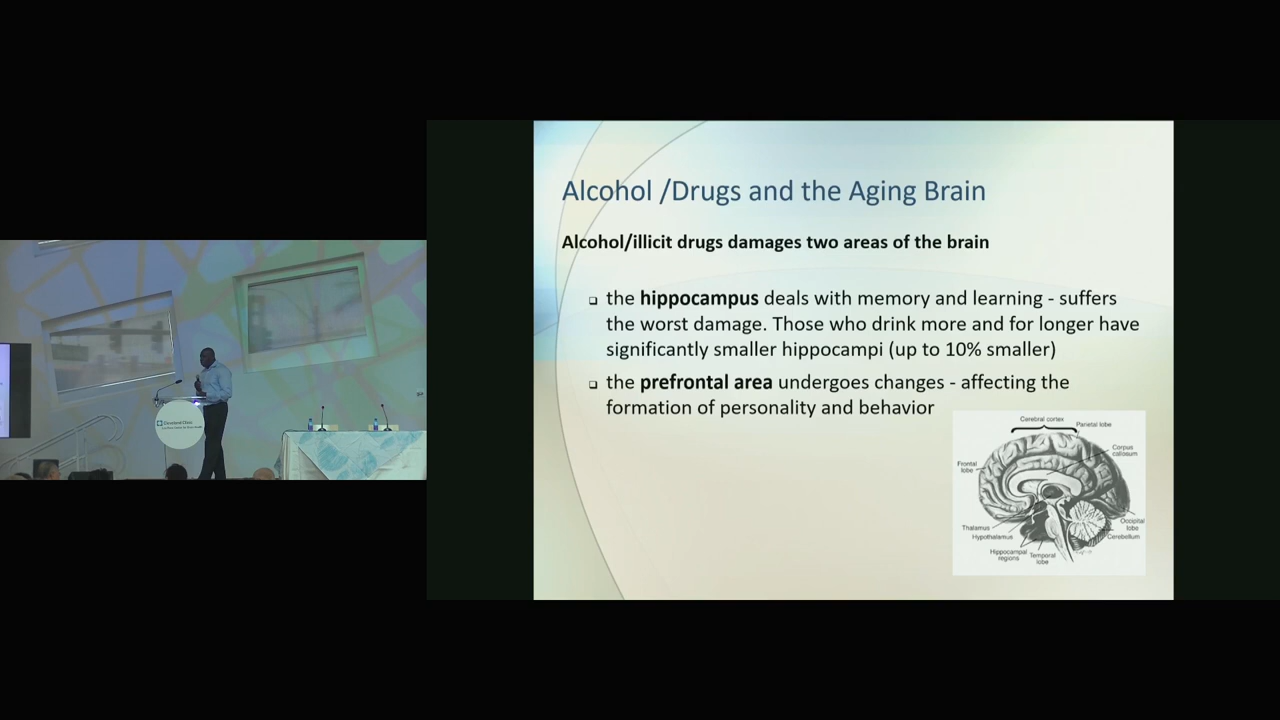 Alcohol /Drugs and the Aging Brain
Alcohol/illicit drugs damages two areas of the brain
the hippocampus deals with memory and learning - suffers
the worst damage. Those who drink more and for longer have
significantly smaller hippocampi (up to 10% smaller)
the prefrontal area undergoes changes - affecting the
formation of personality and behavior
Cerebral cortex
Parietal lobe
Corpus
callosum
Frontal
lobe
Thalamus
Hypothalamus
Hippocampal
regions
Temporal
lobe
Occipital
lobe
Cerebellum
Cleveland Clinic